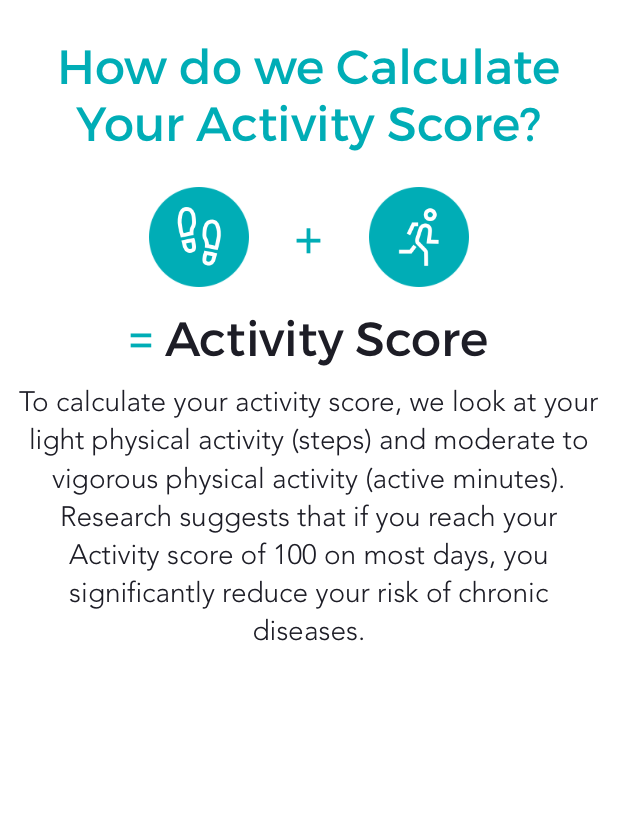 How do we Calculate
Your Activity Score?
+
= Activity Score
To calculate your activity score, we look at your
light physical activity (steps) and moderate to
vigorous physical activity (active minutes).
Research suggests that if you reach your
Activity score of 100 on most days, you
significantly reduce your risk of chronic
diseases.